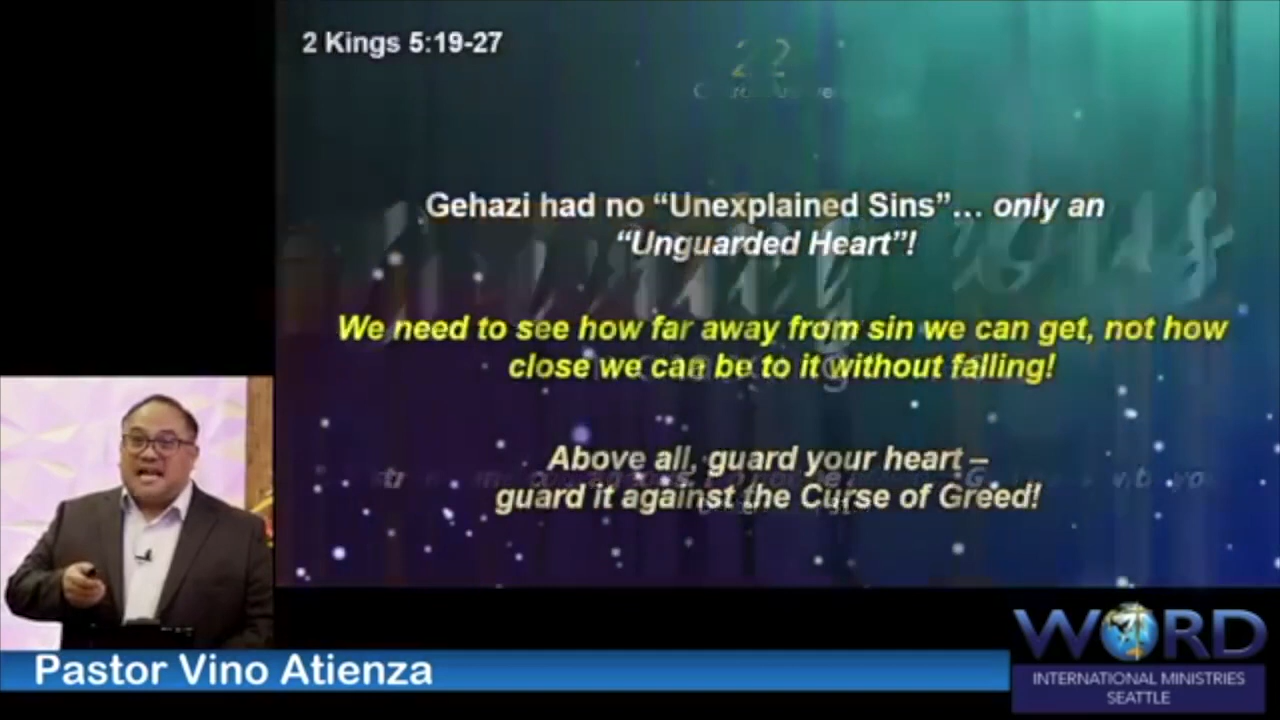 2 Kings 5:19-27
22
Gehazi had no “Unexplained Sins”… only an
“Unguarded Heart”!
We need to see how far away from sin we can get, not how
close we can be to it without falling!
Above all, guard your heart –
guard it against the Curse of Greed!
Pastor Vino Atienza
WORD
INTERNATIONAL MINISTRIES
SEATTLE